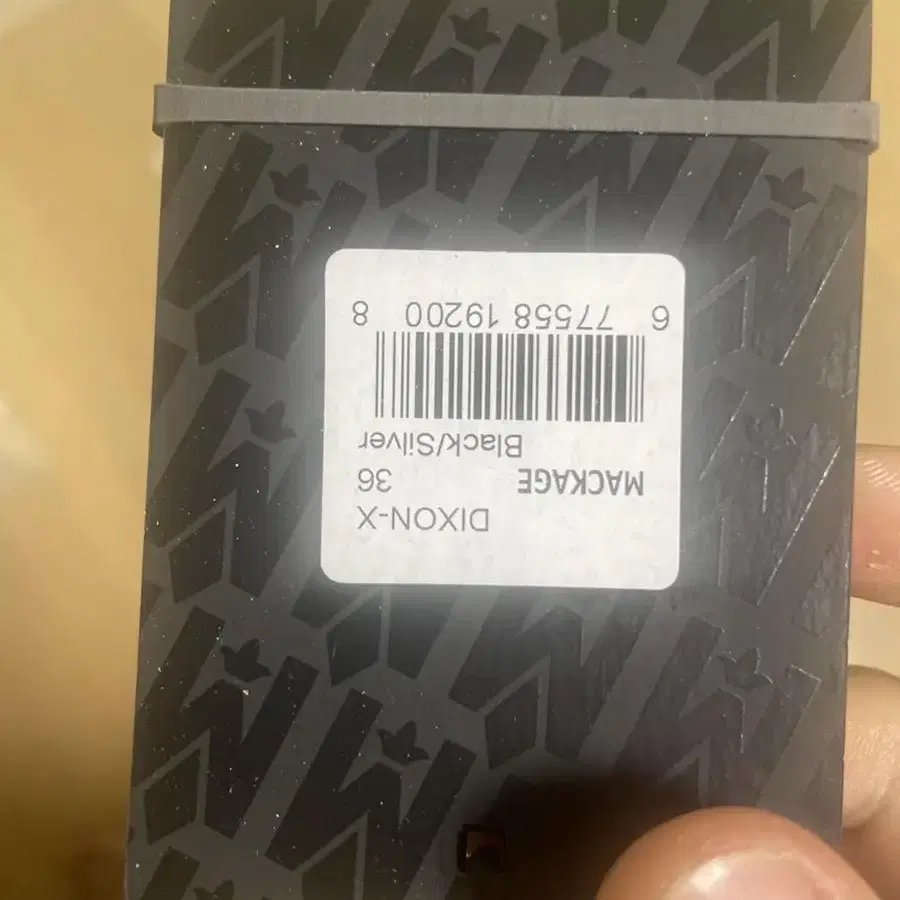 DIXON-X
MACKAGE 36
Black/Silver
6 77558 19200 8